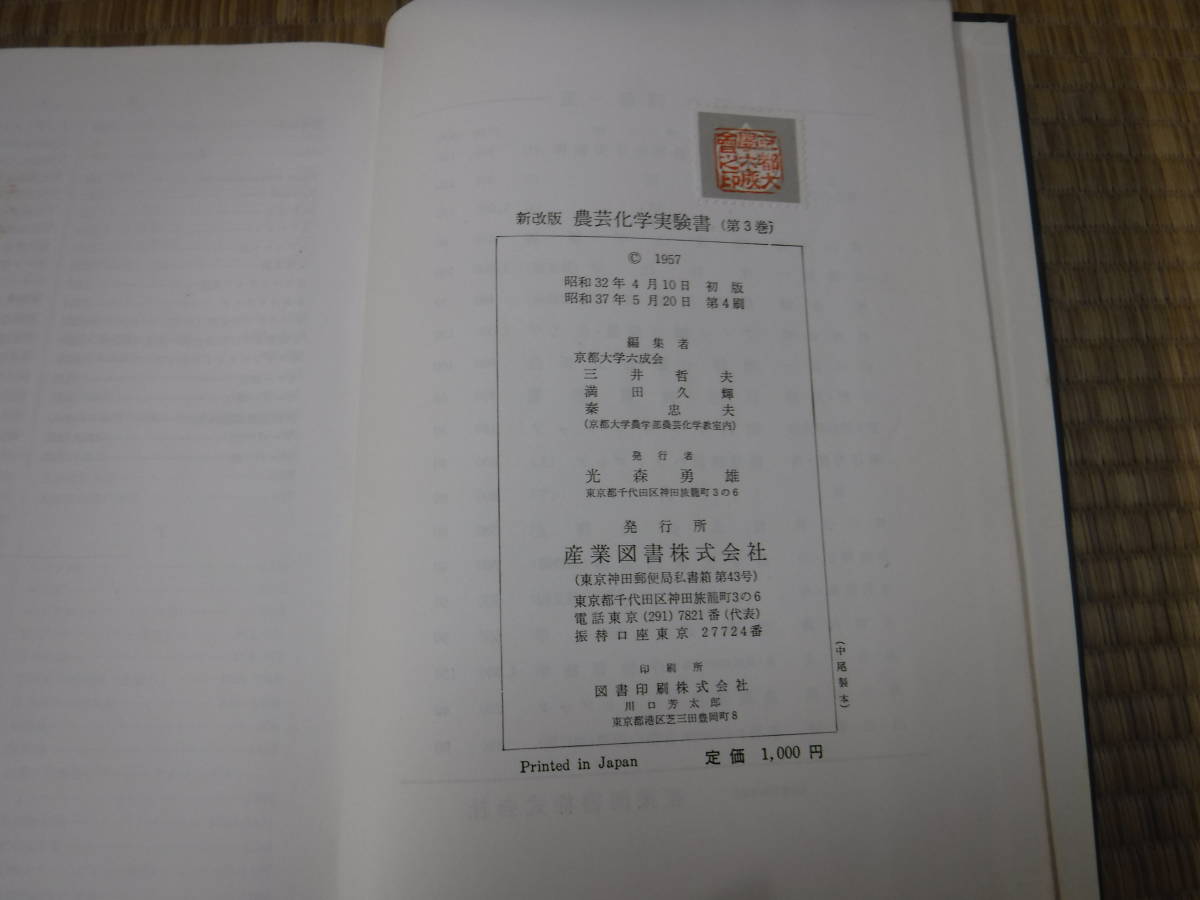 京都大
學六成
會之印
新改版 農芸化学実験書 (第3巻)
© 1957
昭和32年 4月10日 初版
昭和37年 5月20日 第4刷
編集者
京都大学六成会
三井哲夫
満田久輝
秦忠夫
(京都大学農学部農芸化学教室内)
発行者
光森勇雄
東京都千代田区神田旅籠町3の6
発行所
産業図書株式会社
(東京神田郵便局私書箱第43号)
東京都千代田区神田旅籠町3の6
電話東京 (291) 7821番 (代表)
振替口座東京 27724番
印刷所
図書印刷株式会社
川口芳太郎
東京都港区芝三田豊岡町8
(中尾製本)
Printed in Japan 定価 1,000円